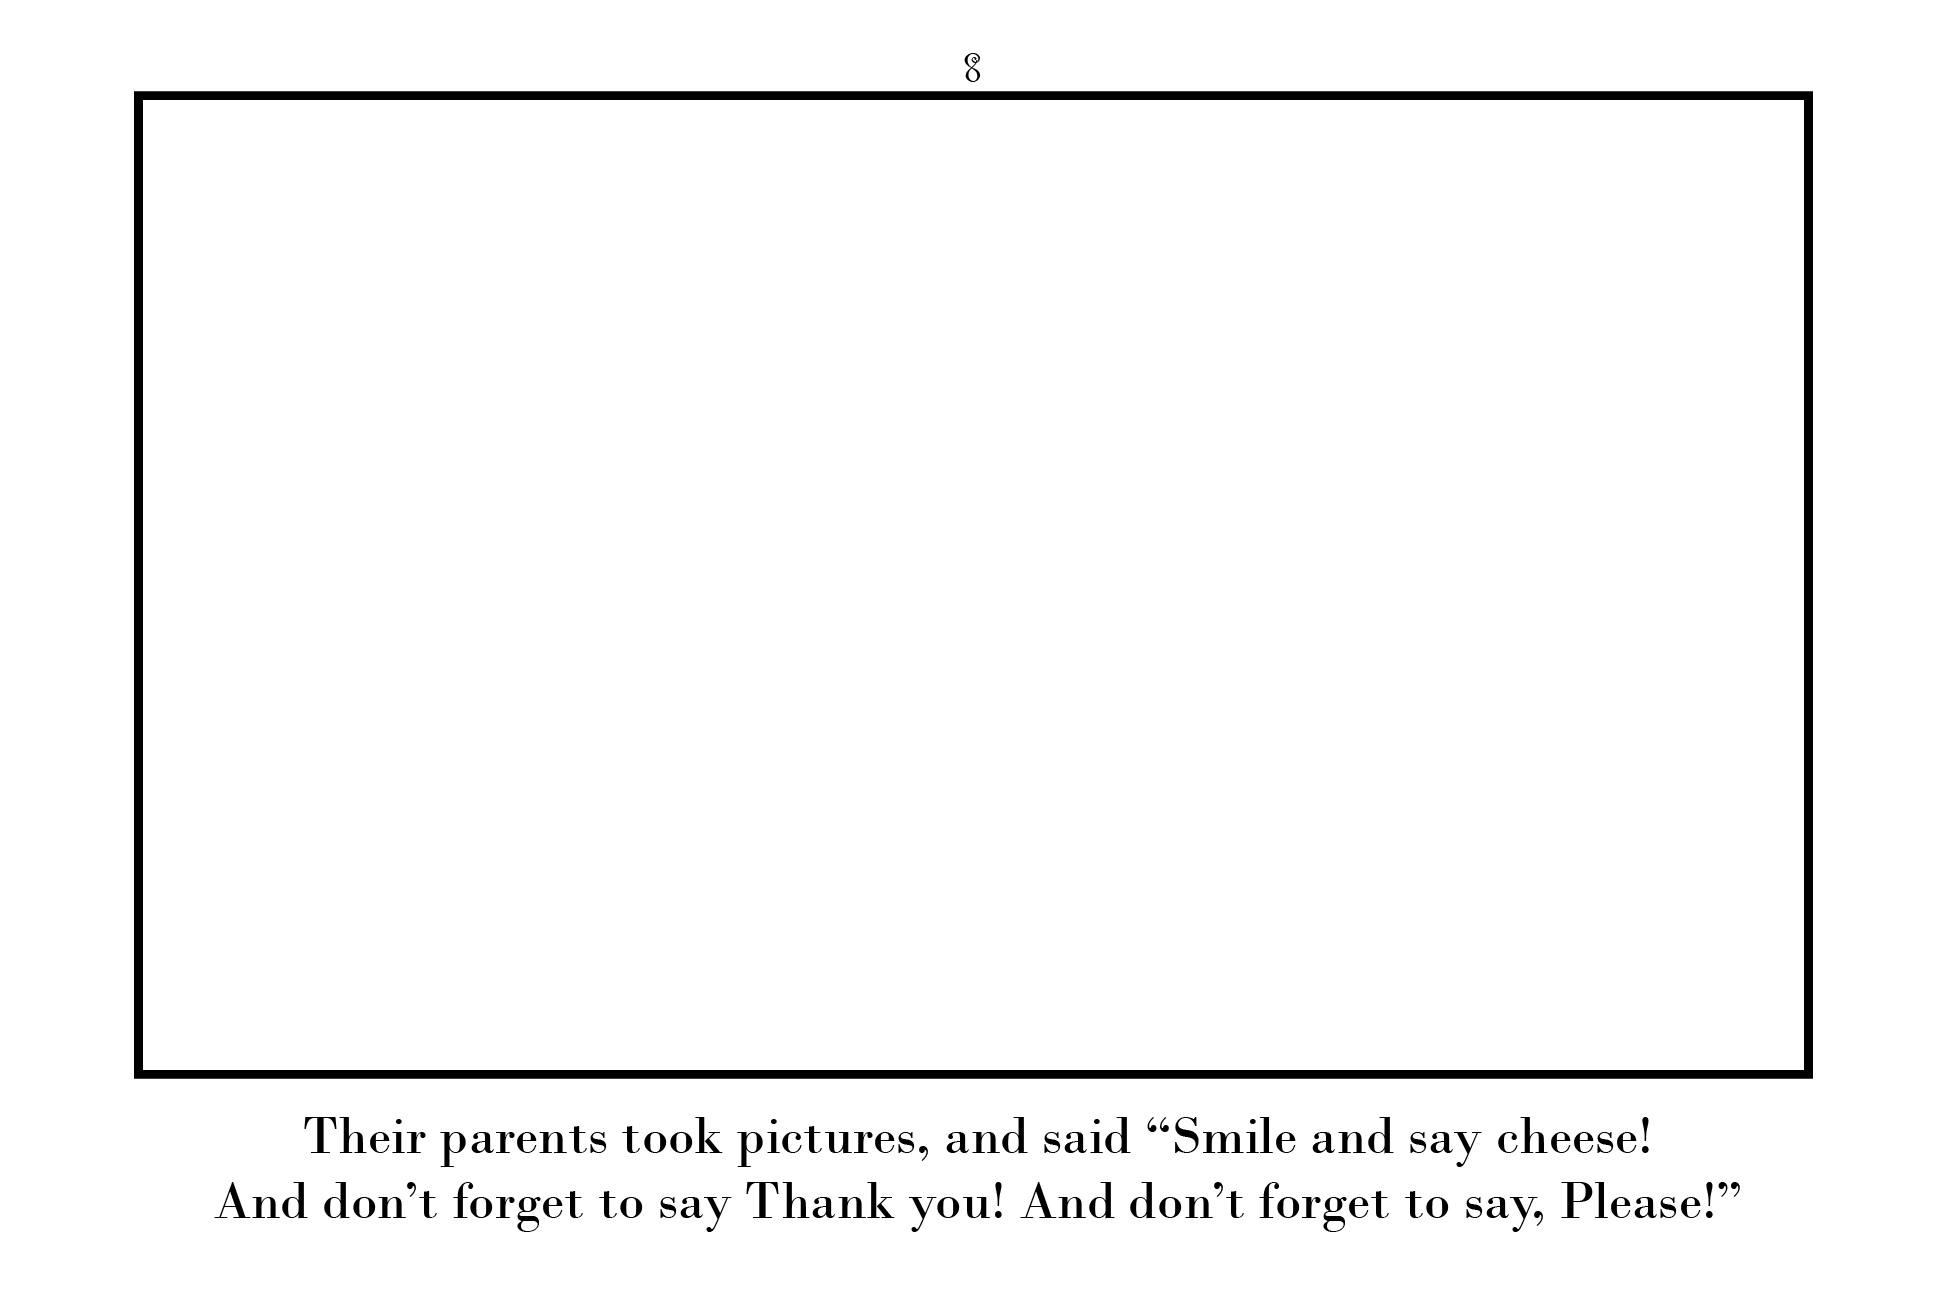 8
Their parents took pictures, and said “Smile and say cheese!
And don’t forget to say Thank you! And don’t forget to say, Please!”